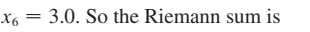 x₆ = 3.0. So the Riemann sum is